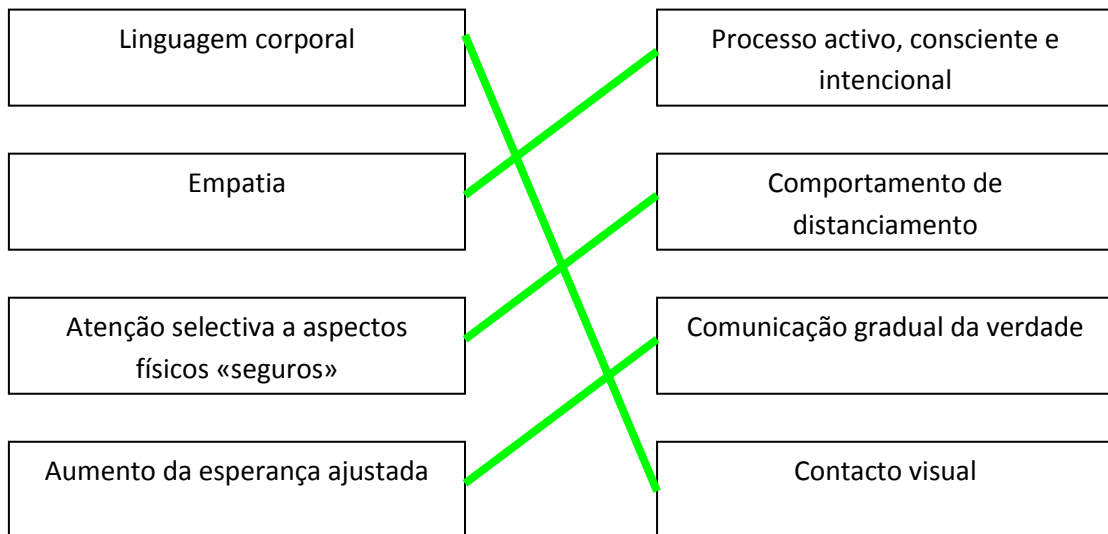 Linguagem corporal
Processo activo, consciente e
intencional
Empatia
Comportamento de
distanciamento
Atenção selectiva a aspectos
físicos «seguros»
Comunicação gradual da verdade
Aumento da esperança ajustada
Contacto visual